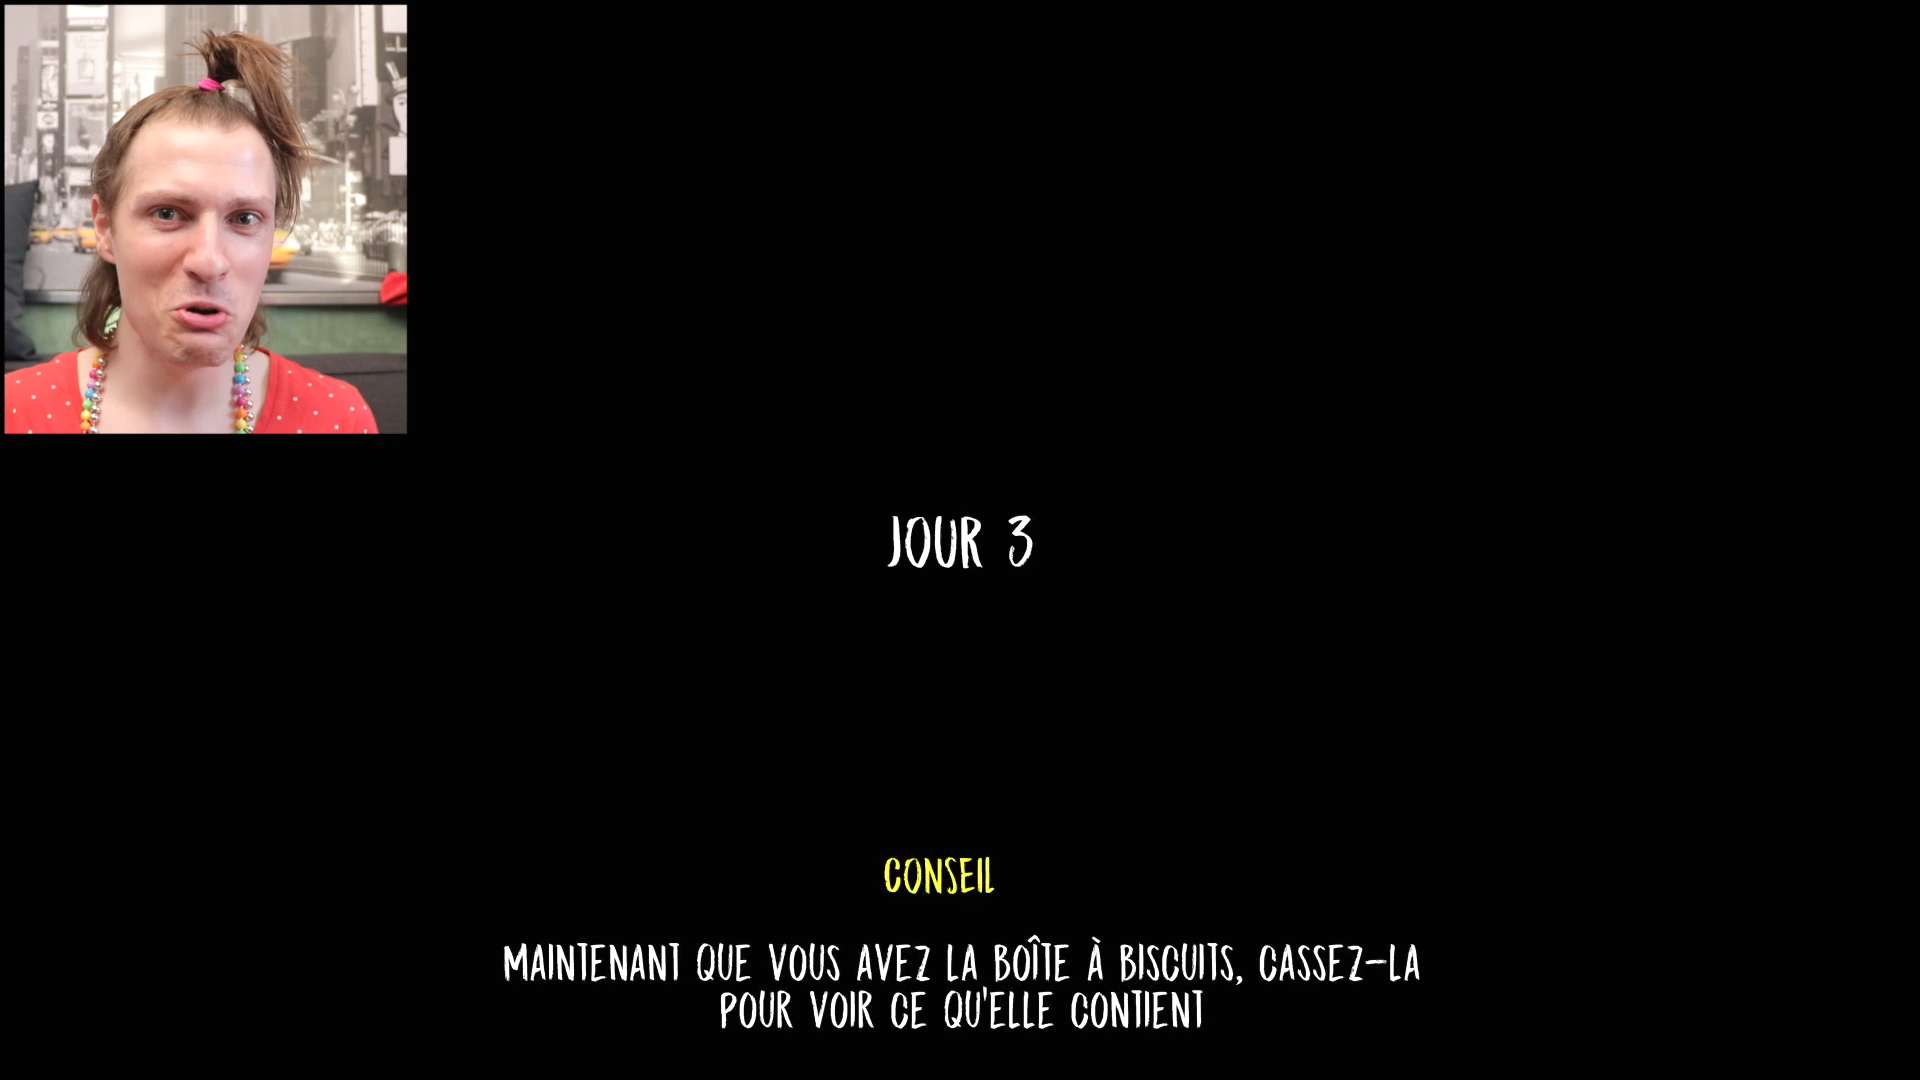 JOUR 3
CONSEIL
MAINTENANT QUE VOUS AVEZ LA BOÎTE À BISCUITS, CASSEZ-LA
POUR VOIR CE QU'ELLE CONTIENT